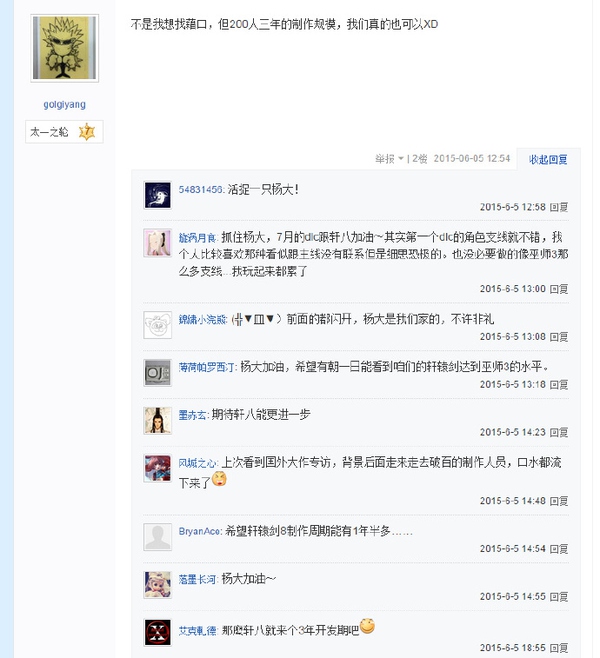 不是我想找藉口，但200人三年的制作规模，我们真的也可以XD
golgiyang
太一之轮 7
举报 | 2楼 2015-06-05 12:54 收起回复
54831456: 活捉一只杨大！
2015-6-5 12:58 回复
抓住杨大，7月的dlc跟轩八加油～其实第一个dlc的角色支线就不错，我
个人比较喜欢那种看似跟主线没有联系但是细思恐极的。也没必要做的像巫师3那
么多支线...我玩起来都累了
2015-6-5 13:00 回复
锦绣小浣熊: (╬▼皿▼）前面的都闪开，杨大是我们家的，不许非礼
2015-6-5 13:08 回复
薄荷帕罗西汀: 杨大加油，希望有朝一日能看到咱们的轩辕剑达到巫师3的水平。
2015-6-5 13:18 回复
墨赤玄: 期待轩八能更进一步
2015-6-5 14:23 回复
风城之心: 上次看到国外大作专访，背景后面走来走去破百的制作人员，口水都流
下来了
2015-6-5 14:48 回复
BryanAce: 希望轩辕剑8制作周期能有1年半多……
2015-6-5 14:54 回复
落墨长河: 杨大加油～
2015-6-5 14:55 回复
艾克軋德: 那麽轩八就来个3年开发期吧
2015-6-5 18:55 回复